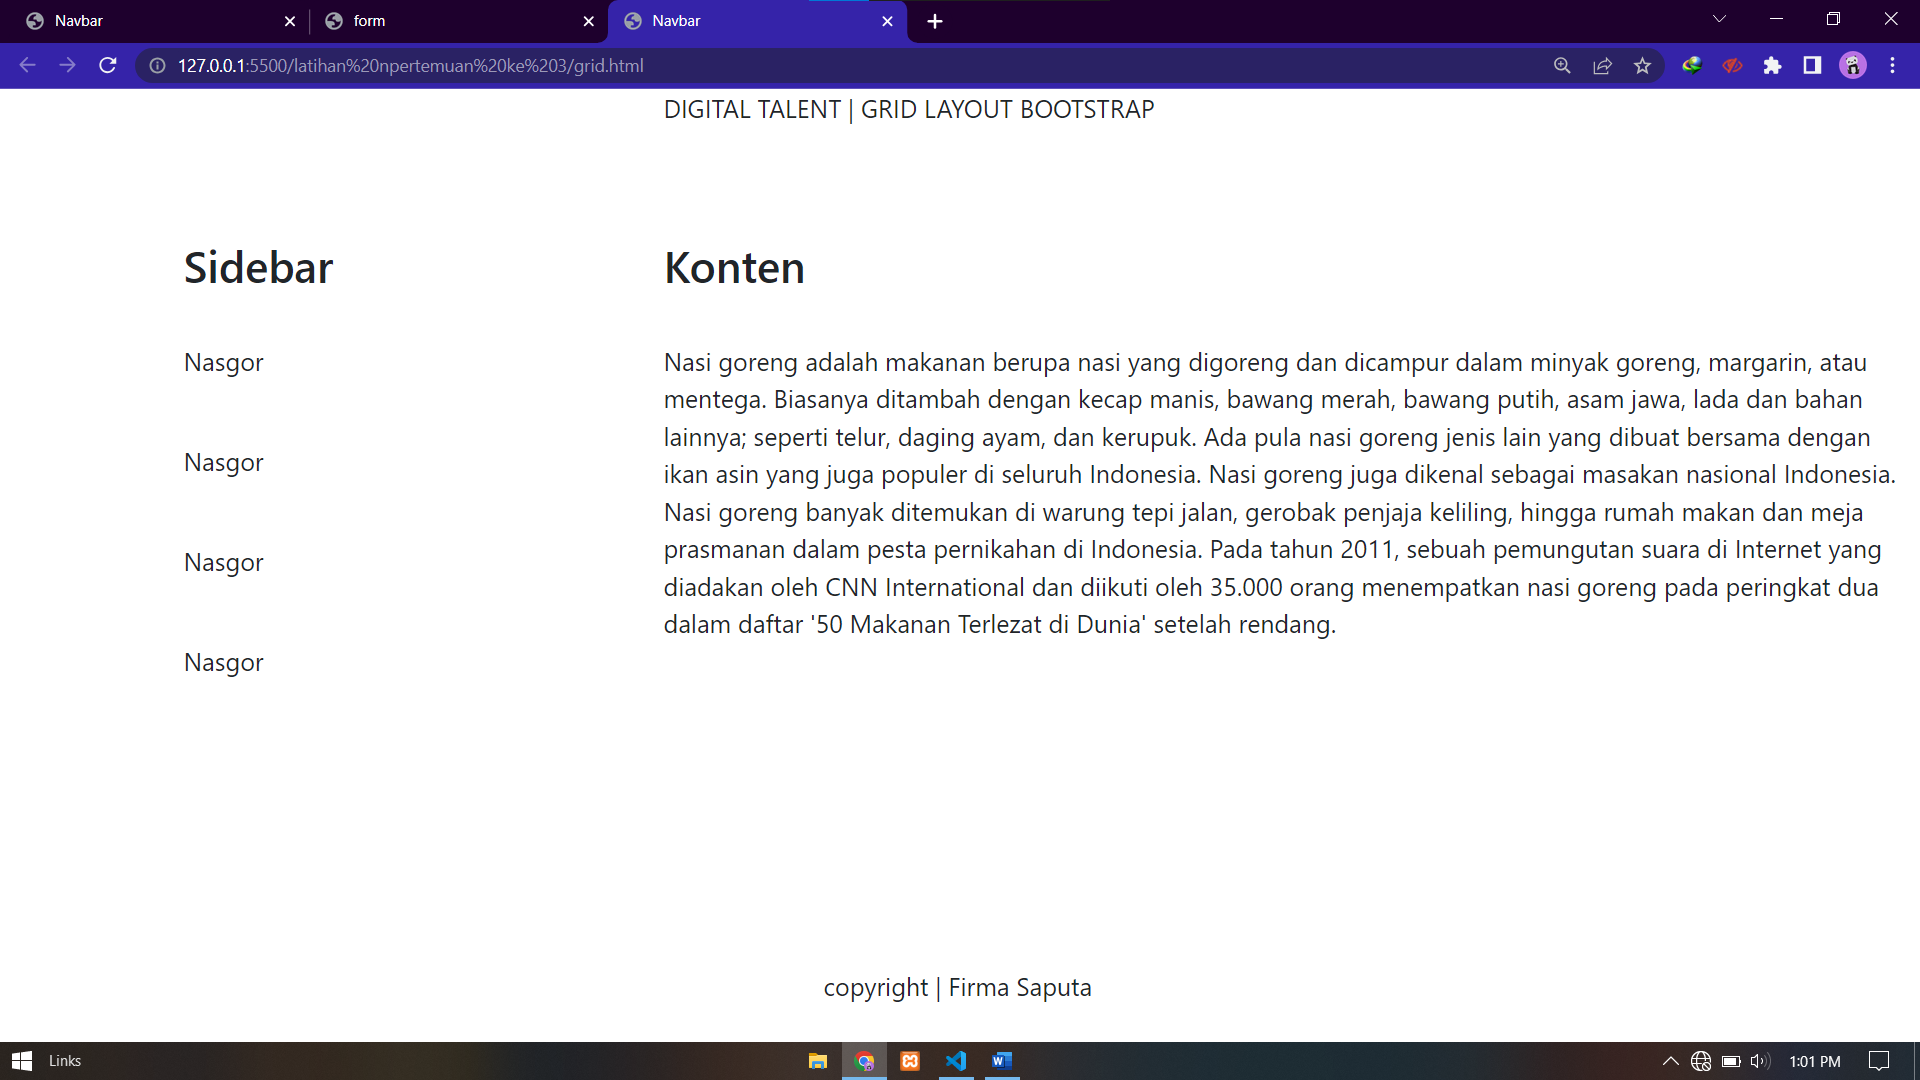 Navbar
form
Navbar
127.0.0.1:5500/latihan%20npertemuan%20ke%203/grid.html
DIGITAL TALENT | GRID LAYOUT BOOTSTRAP
Sidebar
Konten
Nasgor
Nasgor
Nasgor
Nasgor
Nasi goreng adalah makanan berupa nasi yang digoreng dan dicampur dalam minyak goreng, margarin, atau
mentega. Biasanya ditambah dengan kecap manis, bawang merah, bawang putih, asam jawa, lada dan bahan
lainnya; seperti telur, daging ayam, dan kerupuk. Ada pula nasi goreng jenis lain yang dibuat bersama dengan
ikan asin yang juga populer di seluruh Indonesia. Nasi goreng juga dikenal sebagai masakan nasional Indonesia.
Nasi goreng banyak ditemukan di warung tepi jalan, gerobak penjaja keliling, hingga rumah makan dan meja
prasmanan dalam pesta pernikahan di Indonesia. Pada tahun 2011, sebuah pemungutan suara di Internet yang
diadakan oleh CNN International dan diikuti oleh 35.000 orang menempatkan nasi goreng pada peringkat dua
dalam daftar '50 Makanan Terlezat di Dunia' setelah rendang.
copyright | Firma Saputa
Links
1:01 PM